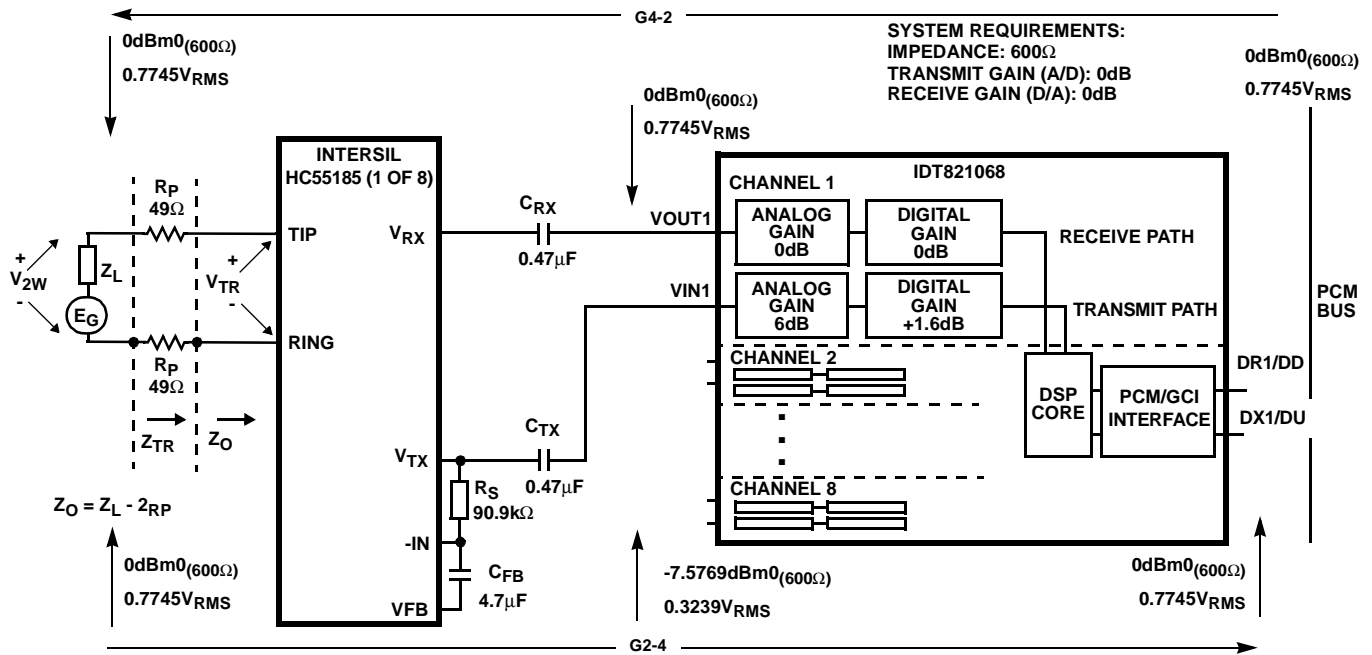 G4-2
0dBm0(600Ω)
0.7745VRMS
SYSTEM REQUIREMENTS:
IMPEDANCE: 600Ω
TRANSMIT GAIN (A/D): 0dB
RECEIVE GAIN (D/A): 0dB
0dBm0(600Ω)
0.7745VRMS
0dBm0(600Ω)
0.7745VRMS
INTERSIL
HC55185 (1 OF 8)
TIP
RING
VRX
VTX
-IN
VFB
RP
49Ω
+
V2W
-
ZL
EG
+
VTR
-
RP
49Ω
ZTR
ZO
ZO = ZL - 2RP
CRX
0.47µF
CTX
0.47µF
RS
90.9kΩ
CFB
4.7µF
VOUT1
VIN1
IDT821068
CHANNEL 1
ANALOG
GAIN
0dB
DIGITAL
GAIN
0dB
RECEIVE PATH
ANALOG
GAIN
6dB
DIGITAL
GAIN
+1.6dB
TRANSMIT PATH
CHANNEL 2
CHANNEL 8
DSP
CORE
PCM/GCI
INTERFACE
DR1/DD
DX1/DU
PCM
BUS
0dBm0(600Ω)
0.7745VRMS
-7.5769dBm0(600Ω)
0.3239VRMS
0dBm0(600Ω)
0.7745VRMS
G2-4